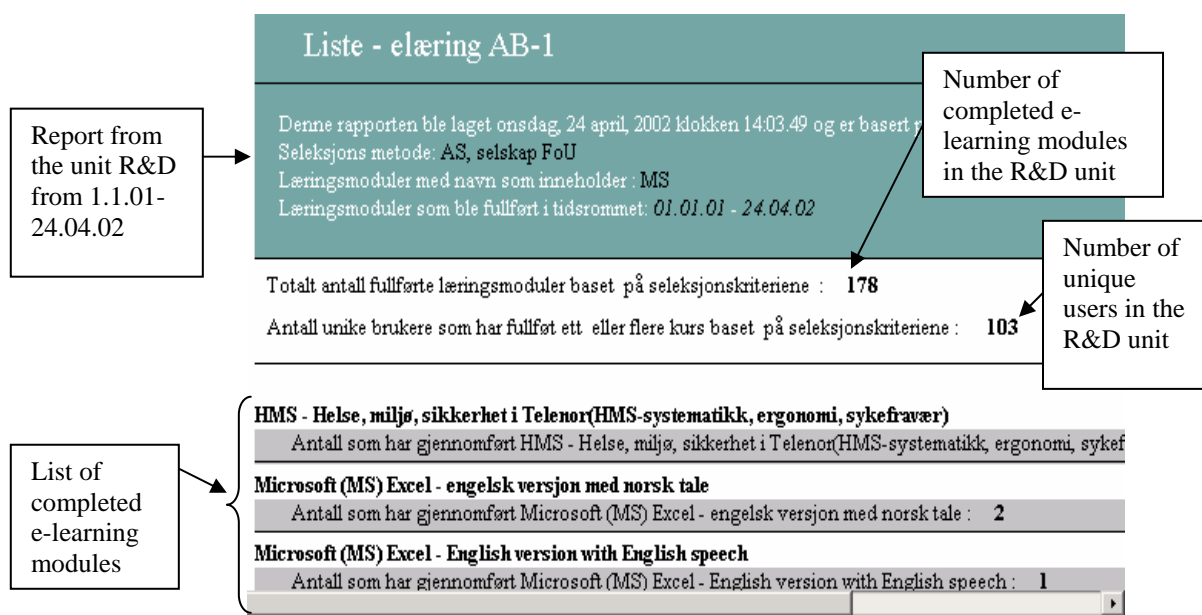 Liste - elæring AB-1
Number of
completed e-
learning modules
in the R&D unit
Report from
the unit R&D
from 1.1.01-
24.04.02
Denne rapporten ble laget onsdag, 24 april, 2002 klokken 14:03.49 og er basert
Seleksjons metode: AS, selskap FoU
Læringsmoduler med navn som inneholder : MS
Læringsmoduler som ble fullført i tidsrommet: 01.01.01 - 24.04.02
Number of
unique
users in the
R&D unit
Totalt antall fullførte læringsmoduler baset på seleksjonskriteriene : 178
Antall unike brukere som har fullføt ett eller flere kurs baset på seleksjonskriteriene : 103
List of
completed
e-learning
modules
HMS - Helse, miljø, sikkerhet i Telenor(HMS-systematikk, ergonomi, sykefravær)
Antall som har gjennomført HMS - Helse, miljø, sikkerhet i Telenor(HMS-systematikk, ergonomi, sykef
Microsoft (MS) Excel - engelsk versjon med norsk tale
Antall som har gjennomført Microsoft (MS) Excel - engelsk versjon med norsk tale : 2
Microsoft (MS) Excel - English version with English speech
Antall som har gjennomført Microsoft (MS) Excel - English version with English speech : 1